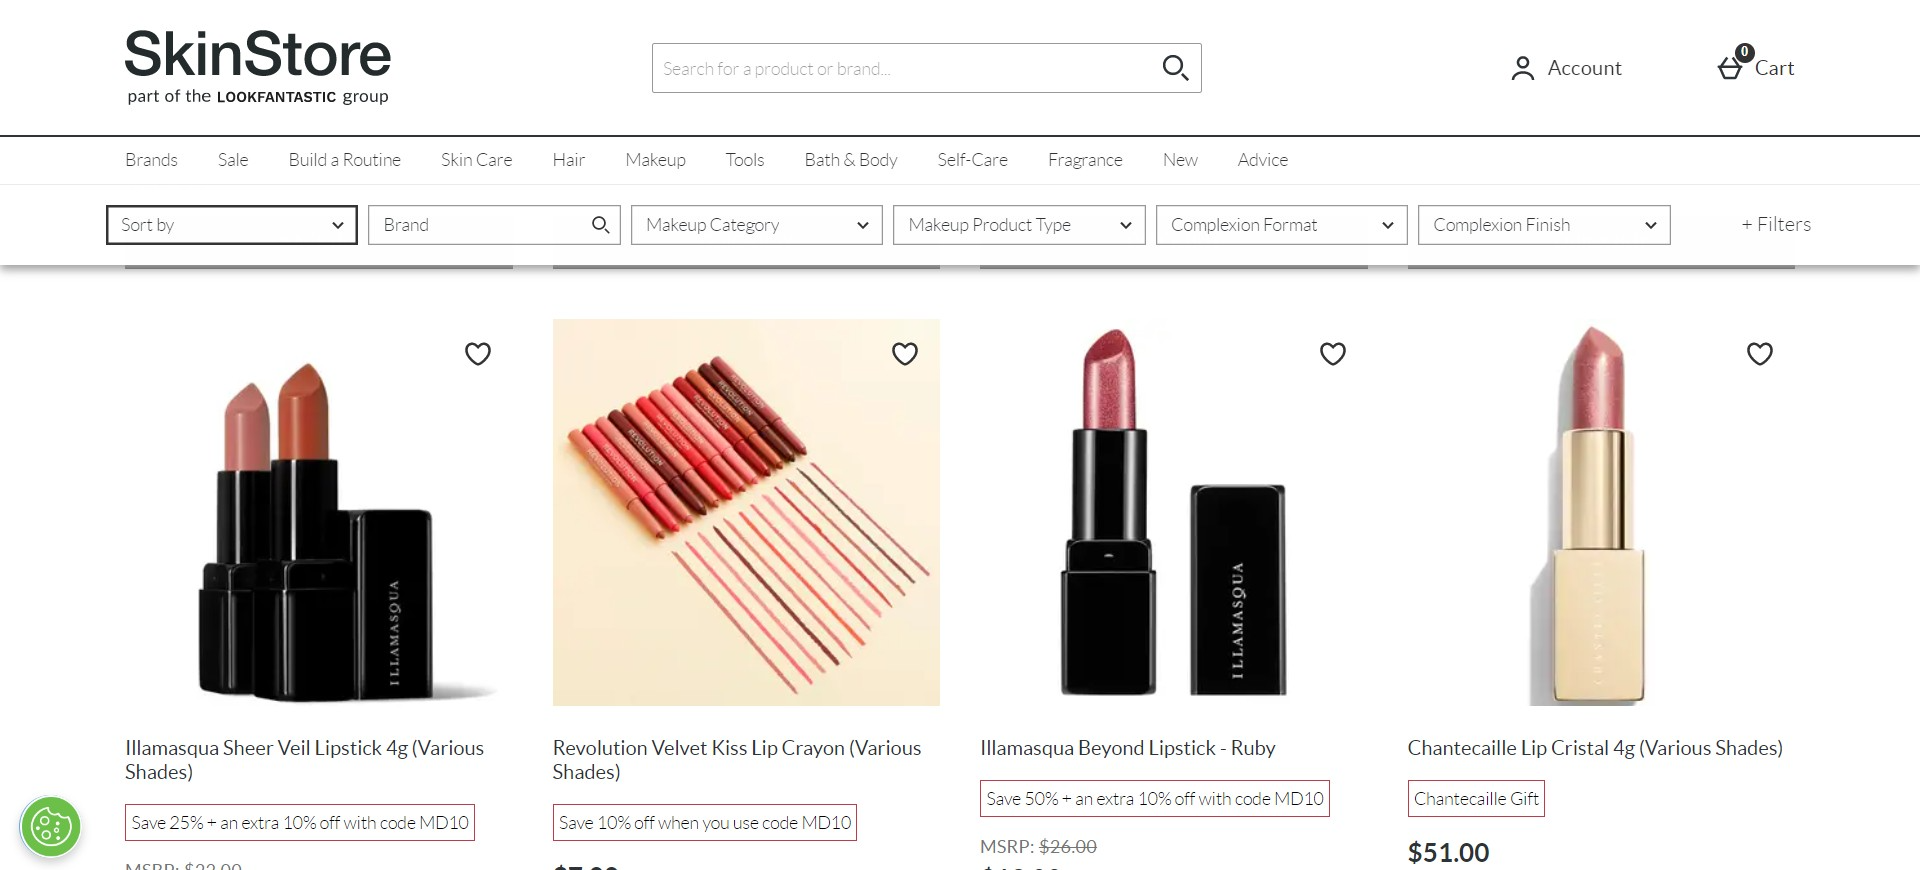 SkinStore
part of the LOOKFANTASTIC group
Search for a product or brand...
Account
0
Cart
Brands
Sale
Build a Routine
Skin Care
Hair
Makeup
Tools
Bath & Body
Self-Care
Fragrance
New
Advice
Sort by
Brand
Makeup Category
Makeup Product Type
Complexion Format
Complexion Finish
+ Filters
ILLAMASQUA
REVOLUTION
ILLAMASQUA
Illamasqua Sheer Veil Lipstick 4g (Various
Shades)
Save 25% + an extra 10% off with code MD10
Revolution Velvet Kiss Lip Crayon (Various
Shades)
Save 10% off when you use code MD10
Illamasqua Beyond Lipstick - Ruby
Save 50% + an extra 10% off with code MD10
MSRP: $26.00
Chantecaille Lip Cristal 4g (Various Shades)
Chantecaille Gift
$51.00